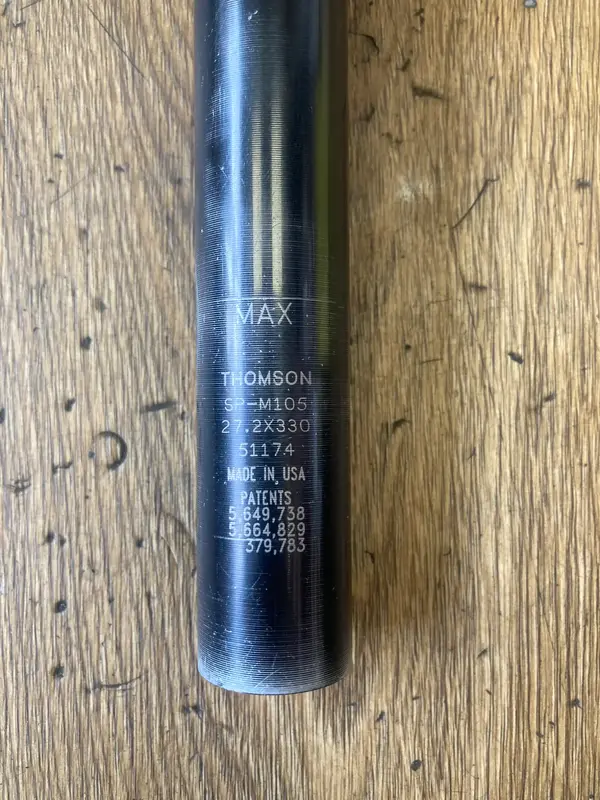 MAX
THOMSON
SP-M105
27.2X330
51174
MADE IN USA
PATENTS
5,649,738
5,664,829
379,783